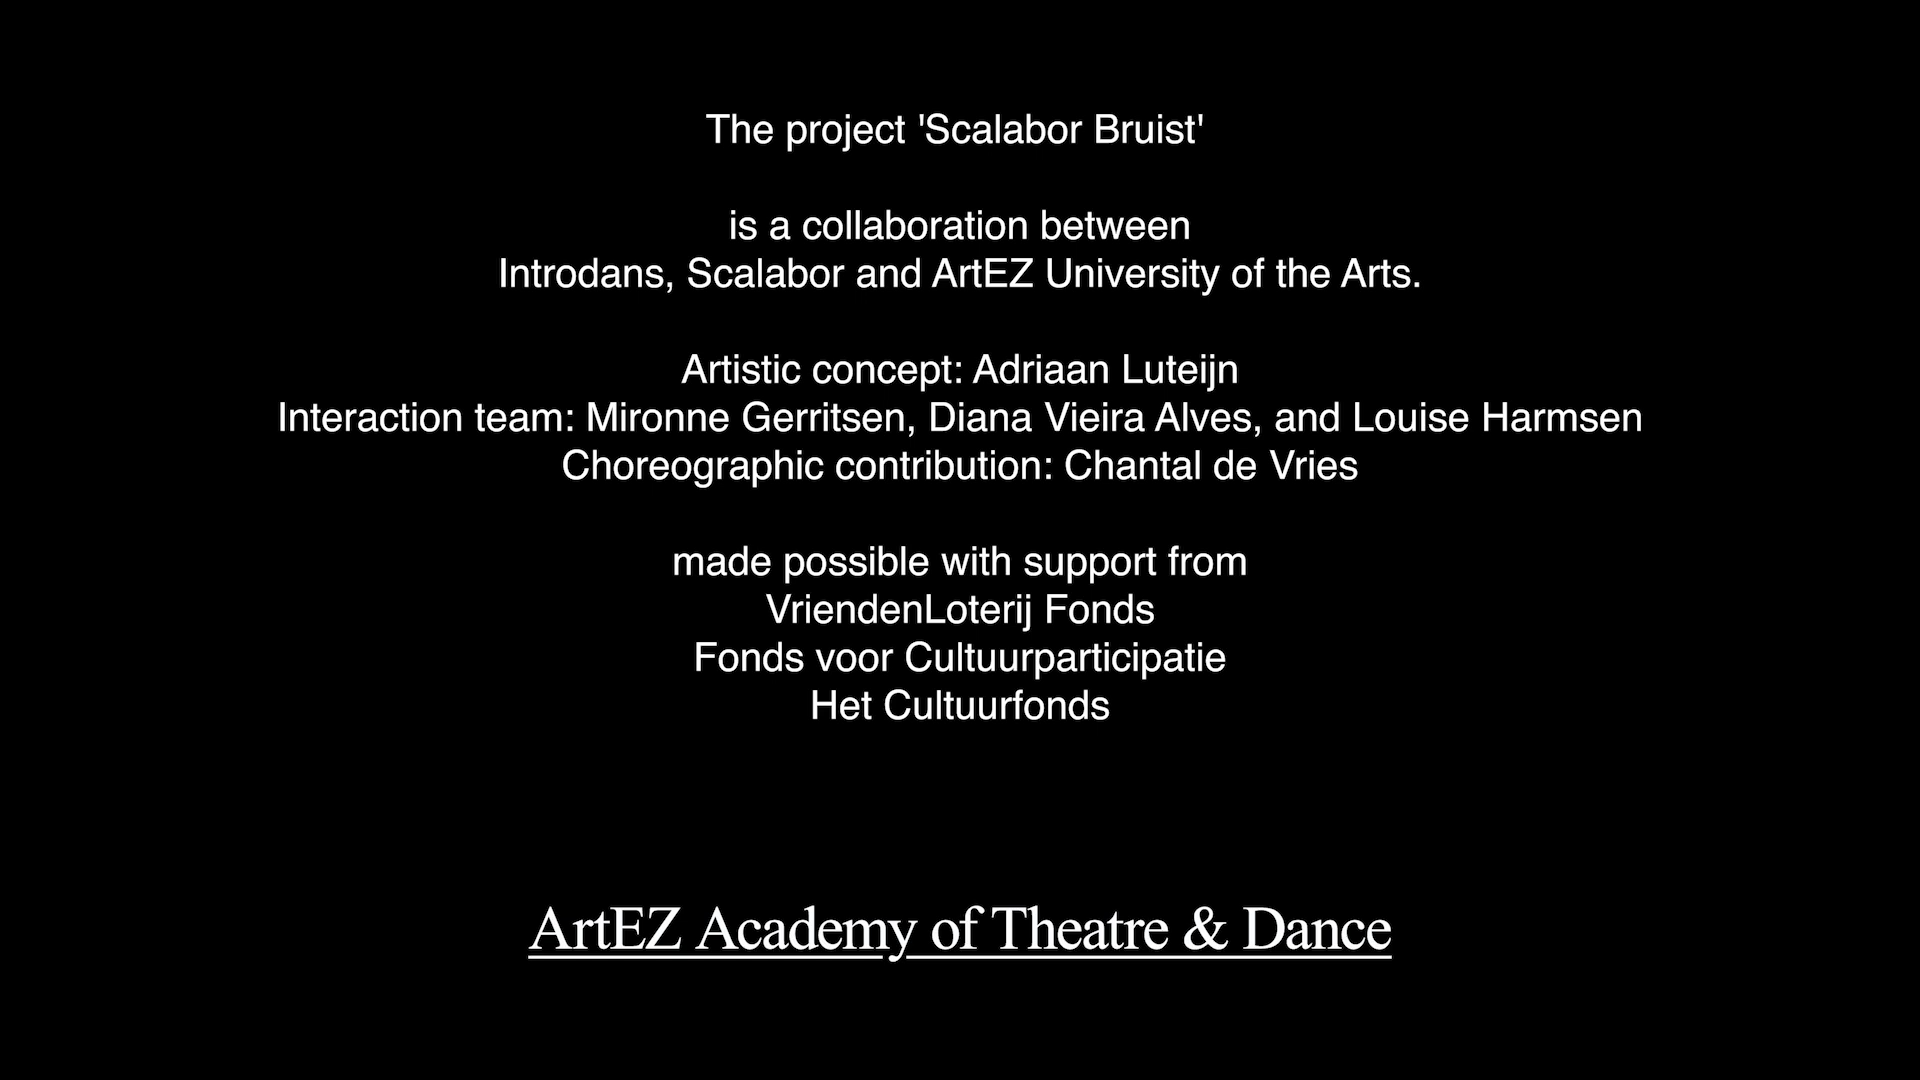 The project 'Scalabor Bruist'
is a collaboration between
Introdans, Scalabor and ArtEZ University of the Arts.
Artistic concept: Adriaan Luteijn
Interaction team: Mironne Gerritsen, Diana Vieira Alves, and Louise Harmsen
Choreographic contribution: Chantal de Vries
made possible with support from
VriendenLoterij Fonds
Fonds voor Cultuurparticipatie
Het Cultuurfonds
ArtEZ Academy of Theatre & Dance